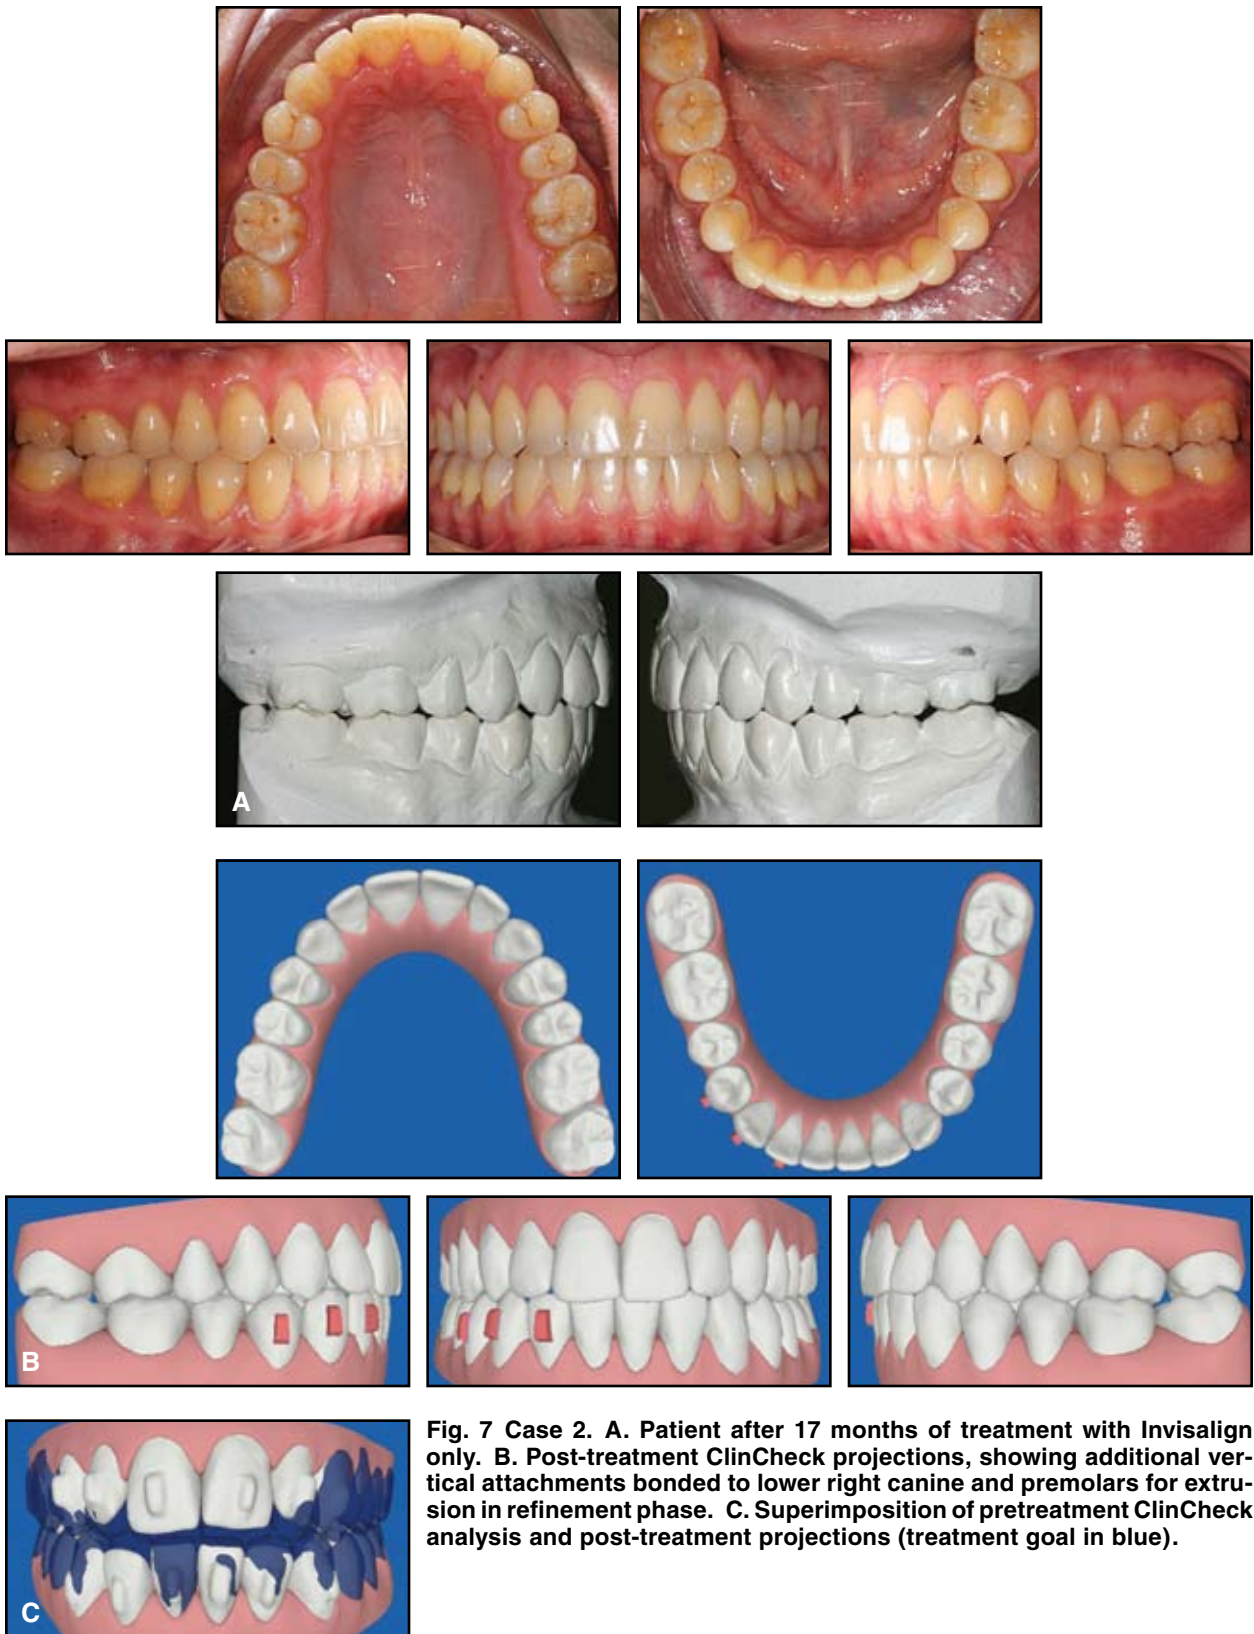 A
B
C
Fig. 7 Case 2. A. Patient after 17 months of treatment with Invisalign
only. B. Post-treatment ClinCheck projections, showing additional ver-
tical attachments bonded to lower right canine and premolars for extru-
sion in refinement phase. C. Superimposition of pretreatment ClinCheck
analysis and post-treatment projections (treatment goal in blue).